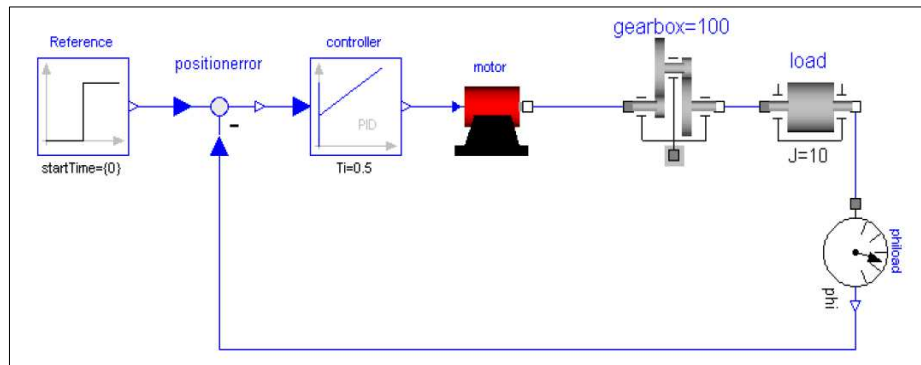 Reference
positionerror
controller
motor
gearbox=100
load
PID
-
startTime={0}
Ti=0.5
J=10
phiload
phi